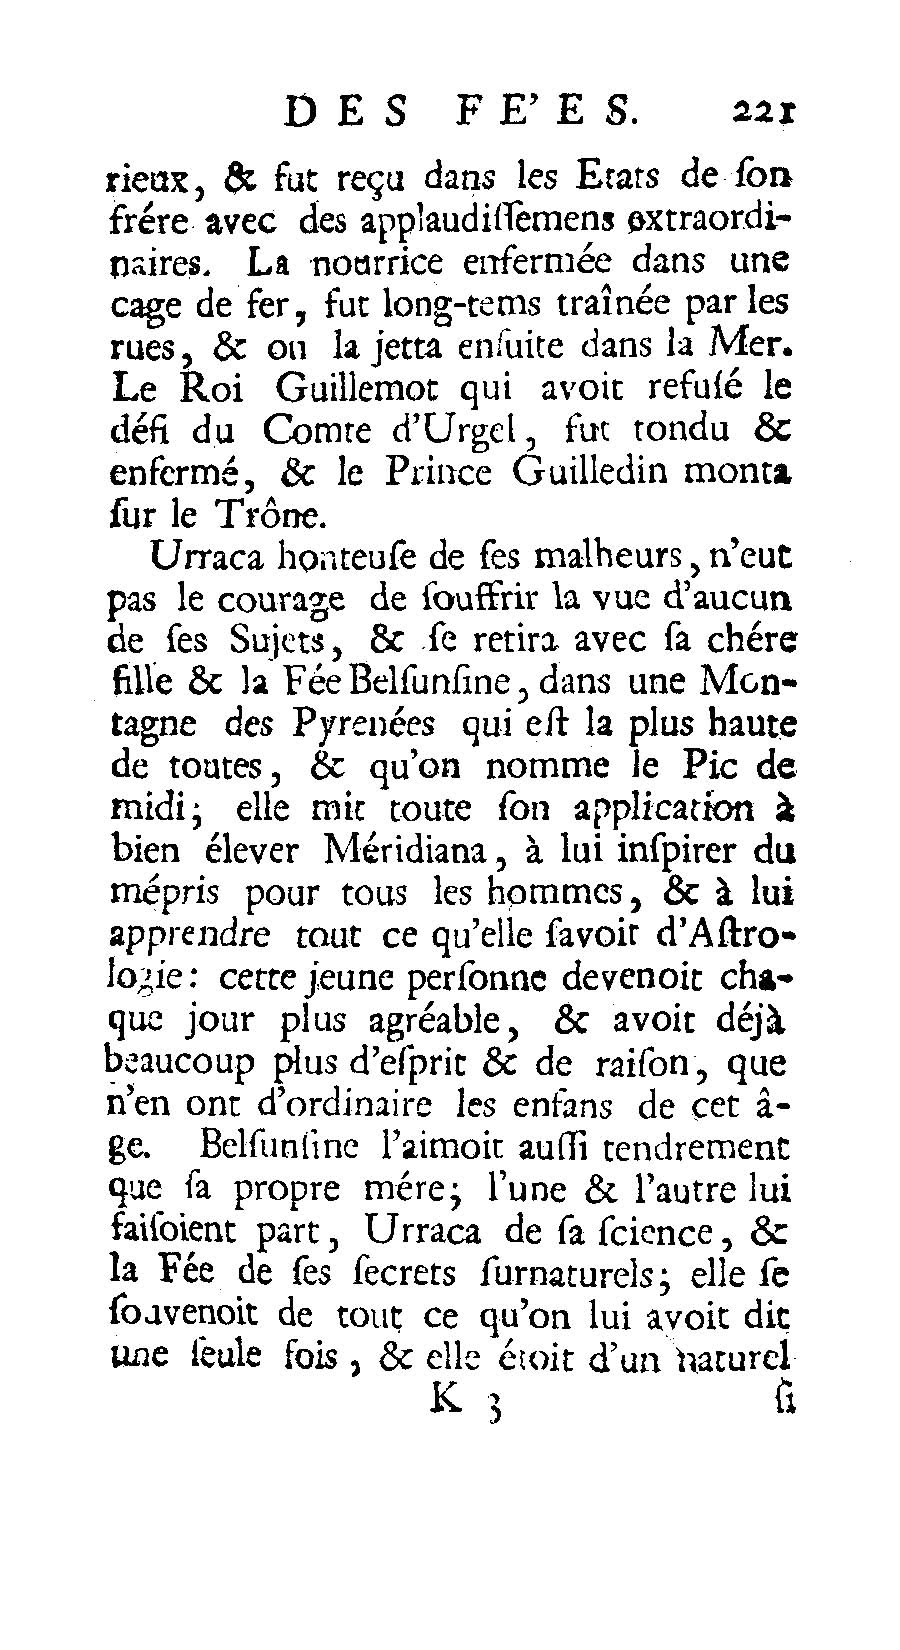 DES FE'ES. 221
rieux, & fut reçu dans les Etats de ſon
frére avec des applaudiſſemens extraordi-
naires. La nourrice enfermée dans une
cage de fer, fut long-tems traînée par les
rues, & on la jetta enſuite dans la Mer.
Le Roi Guillemot qui avoit refuſé le
défi du Comte d'Urgel, fut tondu &
enfermé, & le Prince Guilledin monta
ſur le Trône.
Urraca honteuſe de ſes malheurs, n'eut
pas le courage de ſouffrir la vue d'aucun
de ſes Sujets, & ſe retira avec ſa chére
fille & la Fée Belſunſine, dans une Mon-
tagne des Pyrenées qui eſt la plus haute
de toutes, & qu'on nomme le Pic de
midi; elle mit toute ſon application à
bien élever Méridiana, à lui inſpirer du
mépris pour tous les hommes, & à lui
apprendre tout ce qu'elle ſavoit d'Aſtro-
logie: cette jeune perſonne devenoit cha-
que jour plus agréable, & avoit déjà
beaucoup plus d'eſprit & de raiſon, que
n'en ont d'ordinaire les enfans de cet â-
ge. Belſunſine l'aimoit auſſi tendrement
que ſa propre mére; l'une & l'autre lui
faiſoient part, Urraca de ſa ſcience, &
la Fée de ſes ſecrets ſurnaturels; elle ſe
ſouvenoit de tout ce qu'on lui avoit dit
une ſeule fois, & elle étoit d'un naturel
K 3 ſi